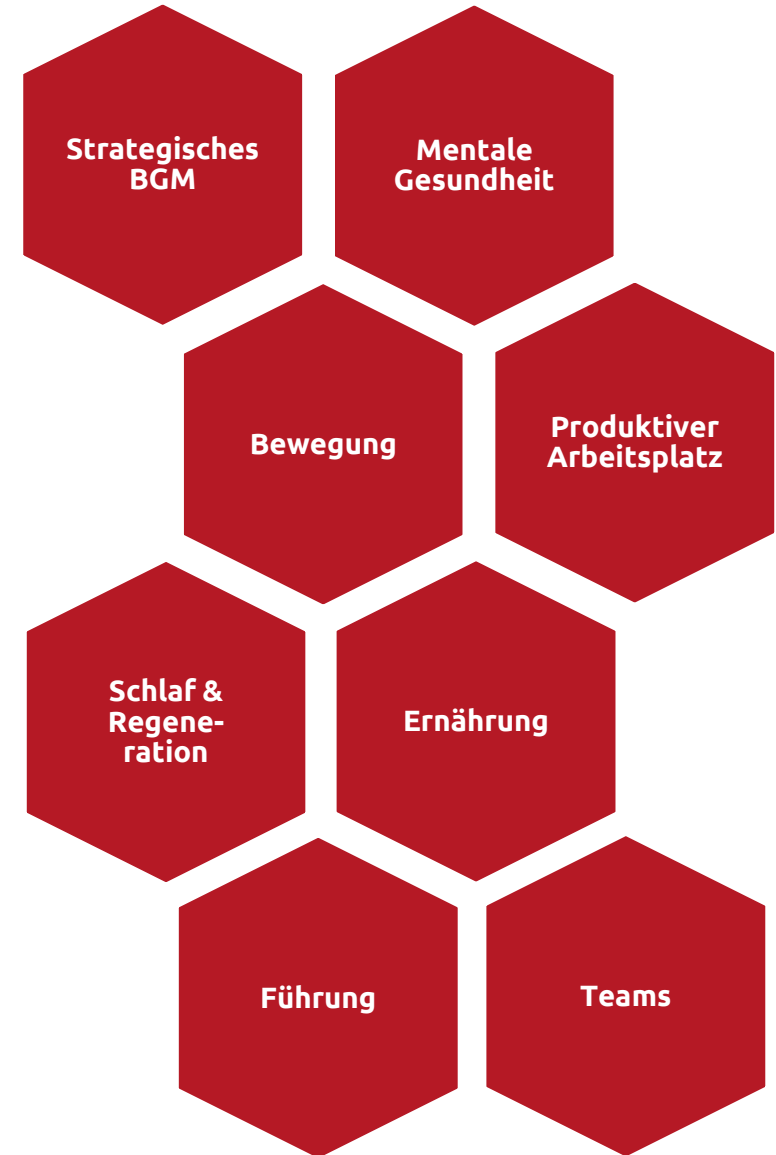 Strategisches
BGM
Mentale
Gesundheit
Bewegung
Produktiver
Arbeitsplatz
Schlaf &
Regene-
ration
Ernährung
Führung
Teams